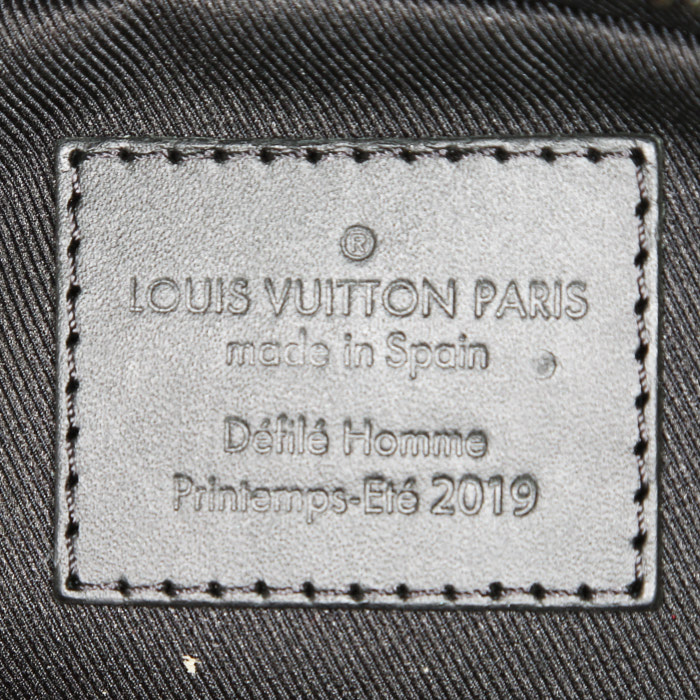 ®
LOUIS VUITTON PARIS
made in Spain
Défilé Homme
Printemps-Eté 2019